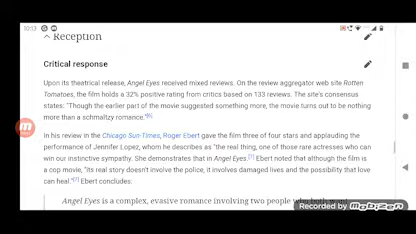 02:13
Reception
Critical response
Upon its theatrical release, Angel Eyes received mixed reviews. On the review aggregator web site Rotten
Tomatoes, the film holds a 32% positive rating from critics based on 133 reviews. The site's consensus
states: "Though the earlier part of the movie suggested something more, the movie turns out to be nothing
more than a schmaltzy romance."[6]
In his review in the Chicago Sun-Times, Roger Ebert gave the film three of four stars and applauding the
performance of Jennifer Lopez, whom he describes as "the real thing, one of those rare actresses who can
win our instinctive sympathy. She demonstrates that in Angel Eyes.[7] Ebert noted that although the film is
a cop movie, "its real story doesn't involve the police, it involves damaged lives and the possibility that
love can heal."[7] Ebert concludes:
Angel Eyes is a complex, evasive romance involving two people who both want
Recorded by mobizen